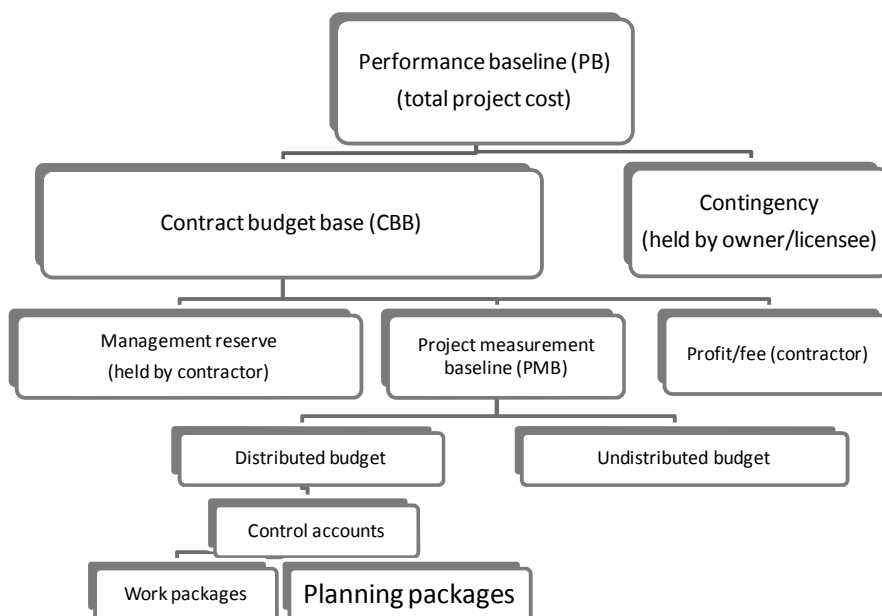 Performance baseline (PB)
(total project cost)
Contract budget base (CBB)
Contingency
(held by owner/licensee)
Management reserve
(held by contractor)
Project measurement
baseline (PMB)
Profit/fee (contractor)
Distributed budget
Undistributed budget
Control accounts
Work packages
Planning packages